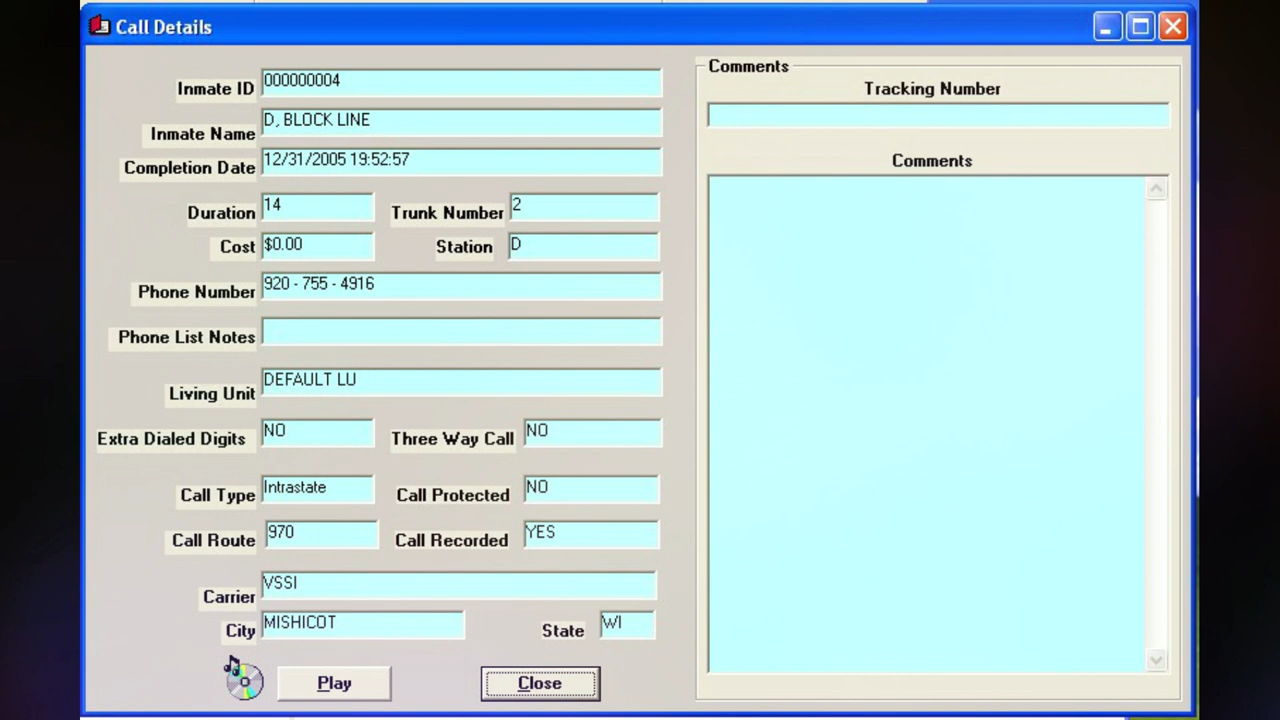 Call Details
Inmate ID 000000004
Inmate Name D, BLOCK LINE
Completion Date 12/31/2005 19:52:57
Duration 14 Trunk Number 2
Cost $0.00 Station D
Phone Number 920 - 755 - 4916
Phone List Notes
Living Unit DEFAULT LU
Extra Dialed Digits NO Three Way Call NO
Call Type Intrastate Call Protected NO
Call Route 970 Call Recorded YES
Carrier VSSI
City MISHICOT State WI
Play Close
Comments
Tracking Number
Comments